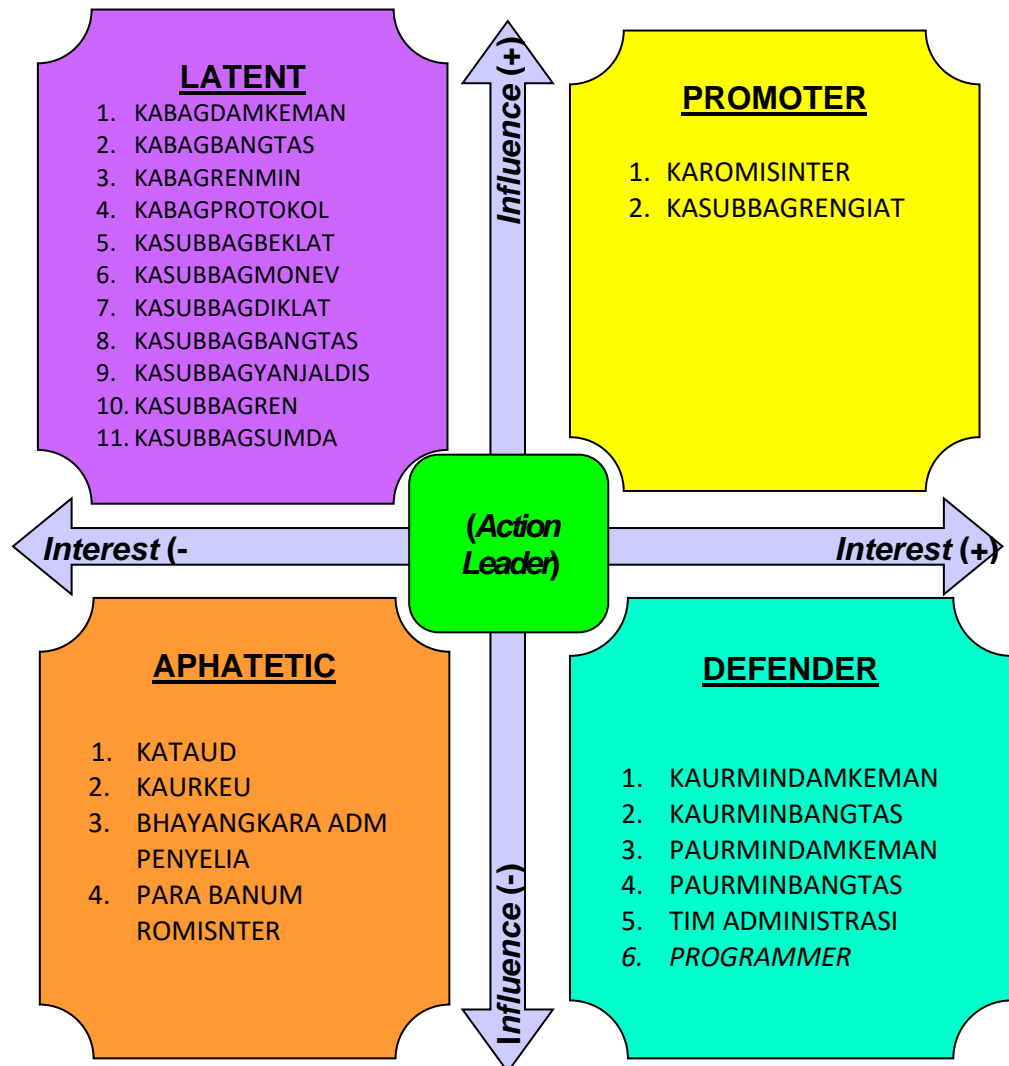 LATENT
1. KABAGDAMKEMAN
2. KABAGBANGTAS
3. KABAGRENMIN
4. KABAGPROTOKOL
5. KASUBBAGBEKLAT
6. KASUBBAGMONEV
7. KASUBBAGDIKLAT
8. KASUBBAGBANGTAS
9. KASUBBAGYANJALDIS
10. KASUBBAGREN
11. KASUBBAGSUMDA
Influence (+)
PROMOTER
1. KAROMISINTER
2. KASUBBAGRENGIAT
Interest (-
(Action
Leader)
Interest (+)
APHATETIC
1. KATAUD
2. KAURKEU
3. BHAYANGKARA ADM
PENYELIA
4. PARA BANUM
ROMISNTER
Influence (-)
DEFENDER
1. KAURMINDAMKEMAN
2. KAURMINBANGTAS
3. PAURMINDAMKEMAN
4. PAURMINBANGTAS
5. TIM ADMINISTRASI
6. PROGRAMMER